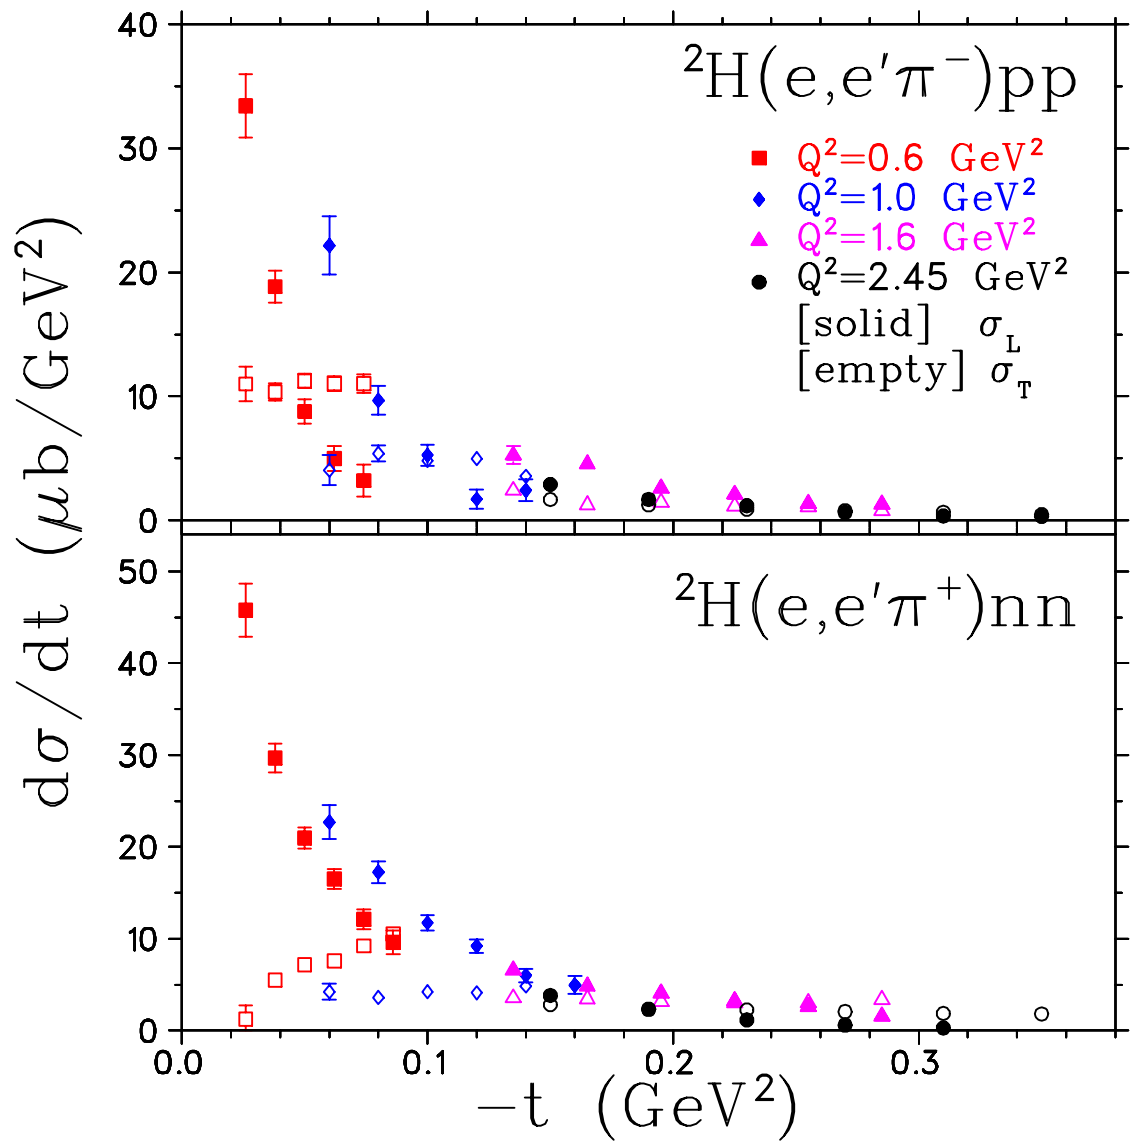 40
30
20
10
0
²H(e,e′π⁻)pp
Q²=0.6 GeV²
Q²=1.0 GeV²
Q²=1.6 GeV²
Q²=2.45 GeV²
[solid] σ_L
[empty] σ_T
dσ/dt (μb/GeV²)
50
40
30
20
10
0
²H(e,e′π⁺)nn
0.0 0.1 0.2 0.3
−t (GeV²)